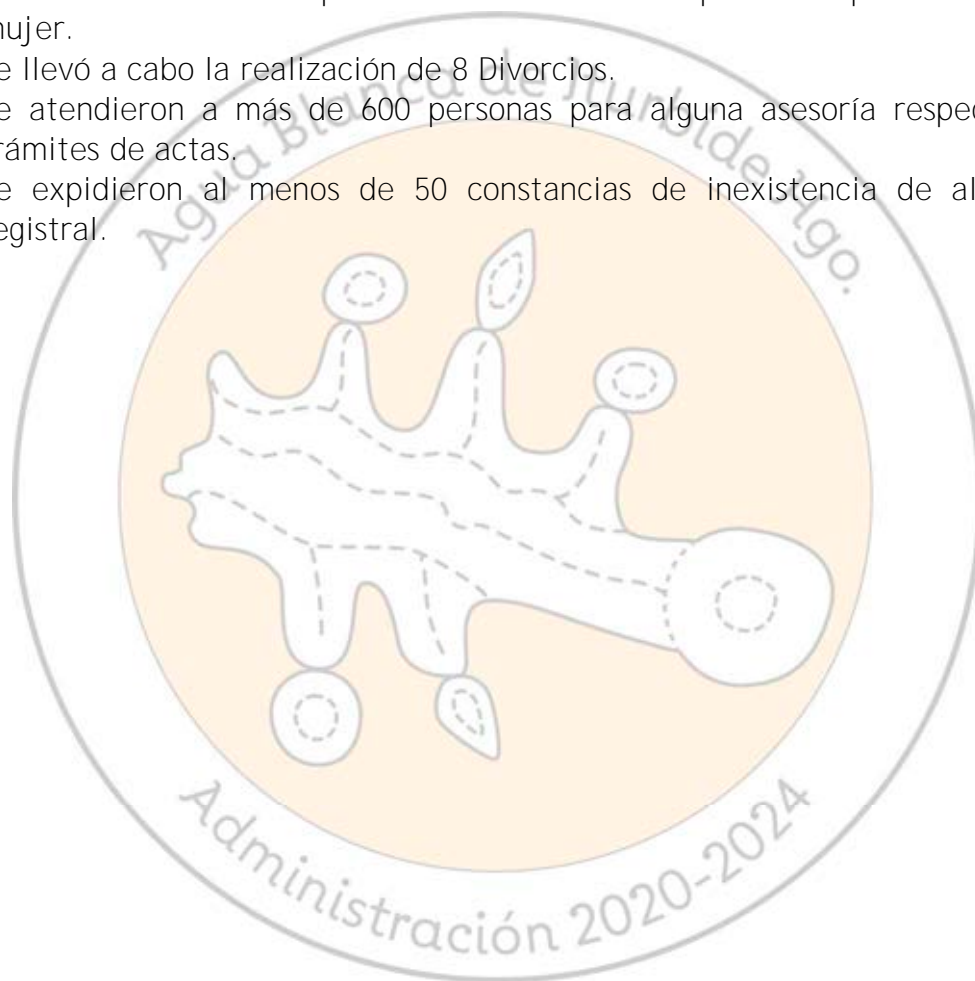 mujer.
e llevó a cabo la realización de 8 Divorcios.
e atendieron a más de 600 personas para alguna asesoría respec
rámites de actas.
e expidieron al menos de 50 constancias de inexistencia de al
egistral.
Agua Blanca de Iturbide Hgo.
Administración 2020-2024